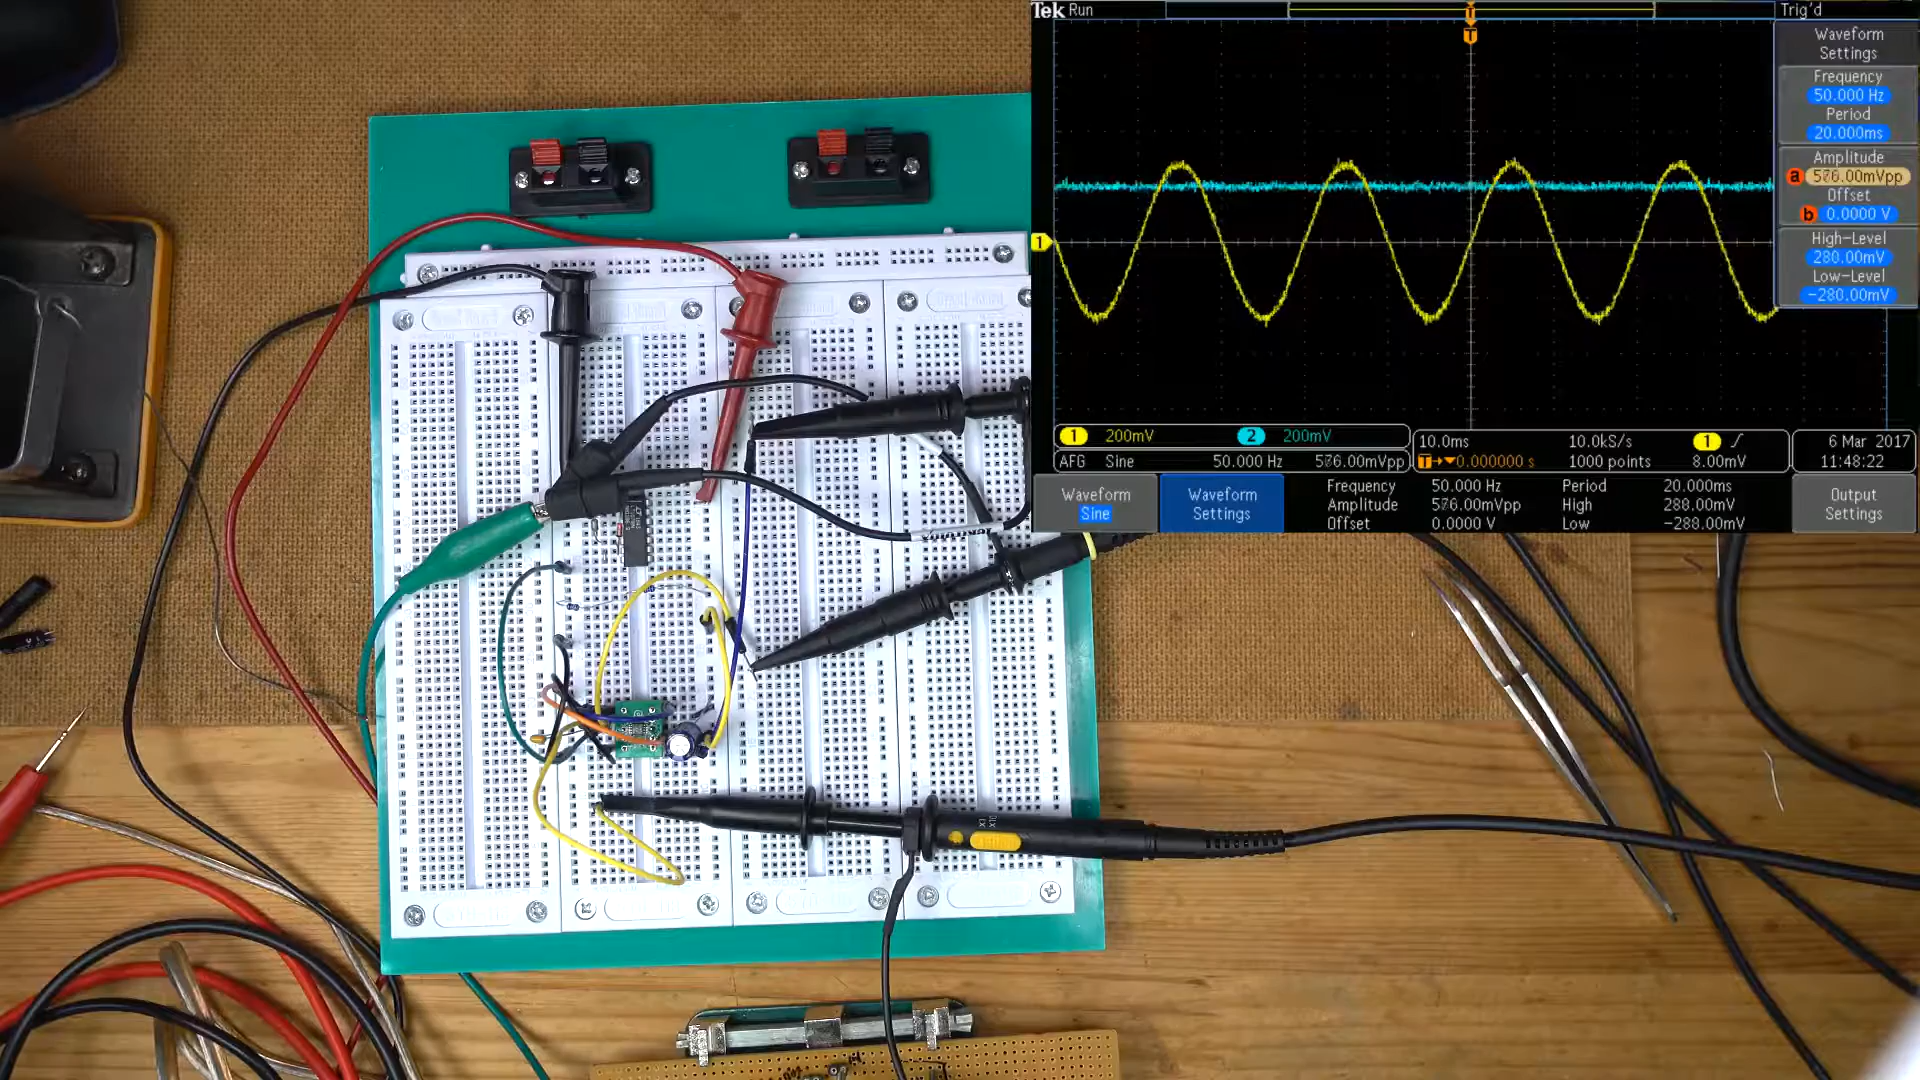 Tek Run
Trig'd
Waveform
Settings
Frequency
50.000 Hz
Period
20.000ms
Amplitude
a 576.00mVpp
Offset
b 0.0000 V
High-Level
280.00mV
Low-Level
-280.00mV
T
T
1
1 200mV
2 200mV
AFG Sine 50.000 Hz 576.00mVpp
10.0ms 10.0kS/s 1
T 0.000000 s 1000 points 8.00mV
6 Mar 2017
11:48:22
Waveform
Sine
Waveform
Settings
Frequency 50.000 Hz Period 20.000ms
Amplitude 576.00mVpp High 288.00mV
Offset 0.0000 V Low -288.00mV
Output
Settings